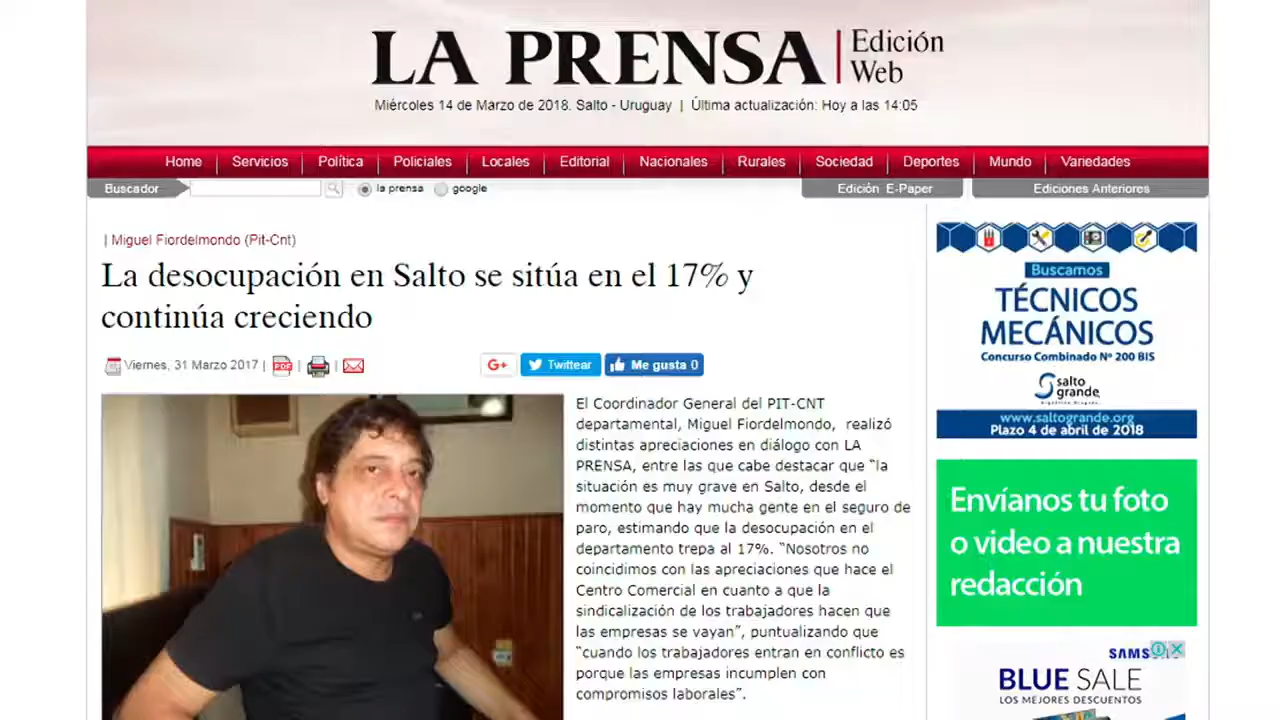 LA PRENSA
Edición
Web
Miércoles 14 de Marzo de 2018. Salto - Uruguay | Última actualización: Hoy a las 14:05
Home Servicios Política Policiales Locales Editorial Nacionales Rurales Sociedad Deportes Mundo Variedades
Buscador la prensa google Edición E-Paper Ediciones Anteriores
| Miguel Fiordelmondo (Pit-Cnt)
La desocupación en Salto se sitúa en el 17% y
continúa creciendo
Viernes, 31 Marzo 2017 | PDF | |
G+ Twittear Me gusta 0
El Coordinador General del PIT-CNT
departamental, Miguel Fiordelmondo, realizó
distintas apreciaciones en diálogo con LA
PRENSA, entre las que cabe destacar que “la
situación es muy grave en Salto, desde el
momento que hay mucha gente en el seguro de
paro, estimando que la desocupación en el
departamento trepa al 17%. “Nosotros no
coincidimos con las apreciaciones que hace el
Centro Comercial en cuanto a que la
sindicalización de los trabajadores hacen que
las empresas se vayan”, puntualizando que
“cuando los trabajadores entran en conflicto es
porque las empresas incumplen con
compromisos laborales”.
Buscamos
TÉCNICOS
MECÁNICOS
Concurso Combinado Nº 200 BIS
salto
grande
www.saltogrande.org
Plazo 4 de abril de 2018
Envíanos tu foto
o video a nuestra
redacción
BLUE SALE
LOS MEJORES DESCUENTOS